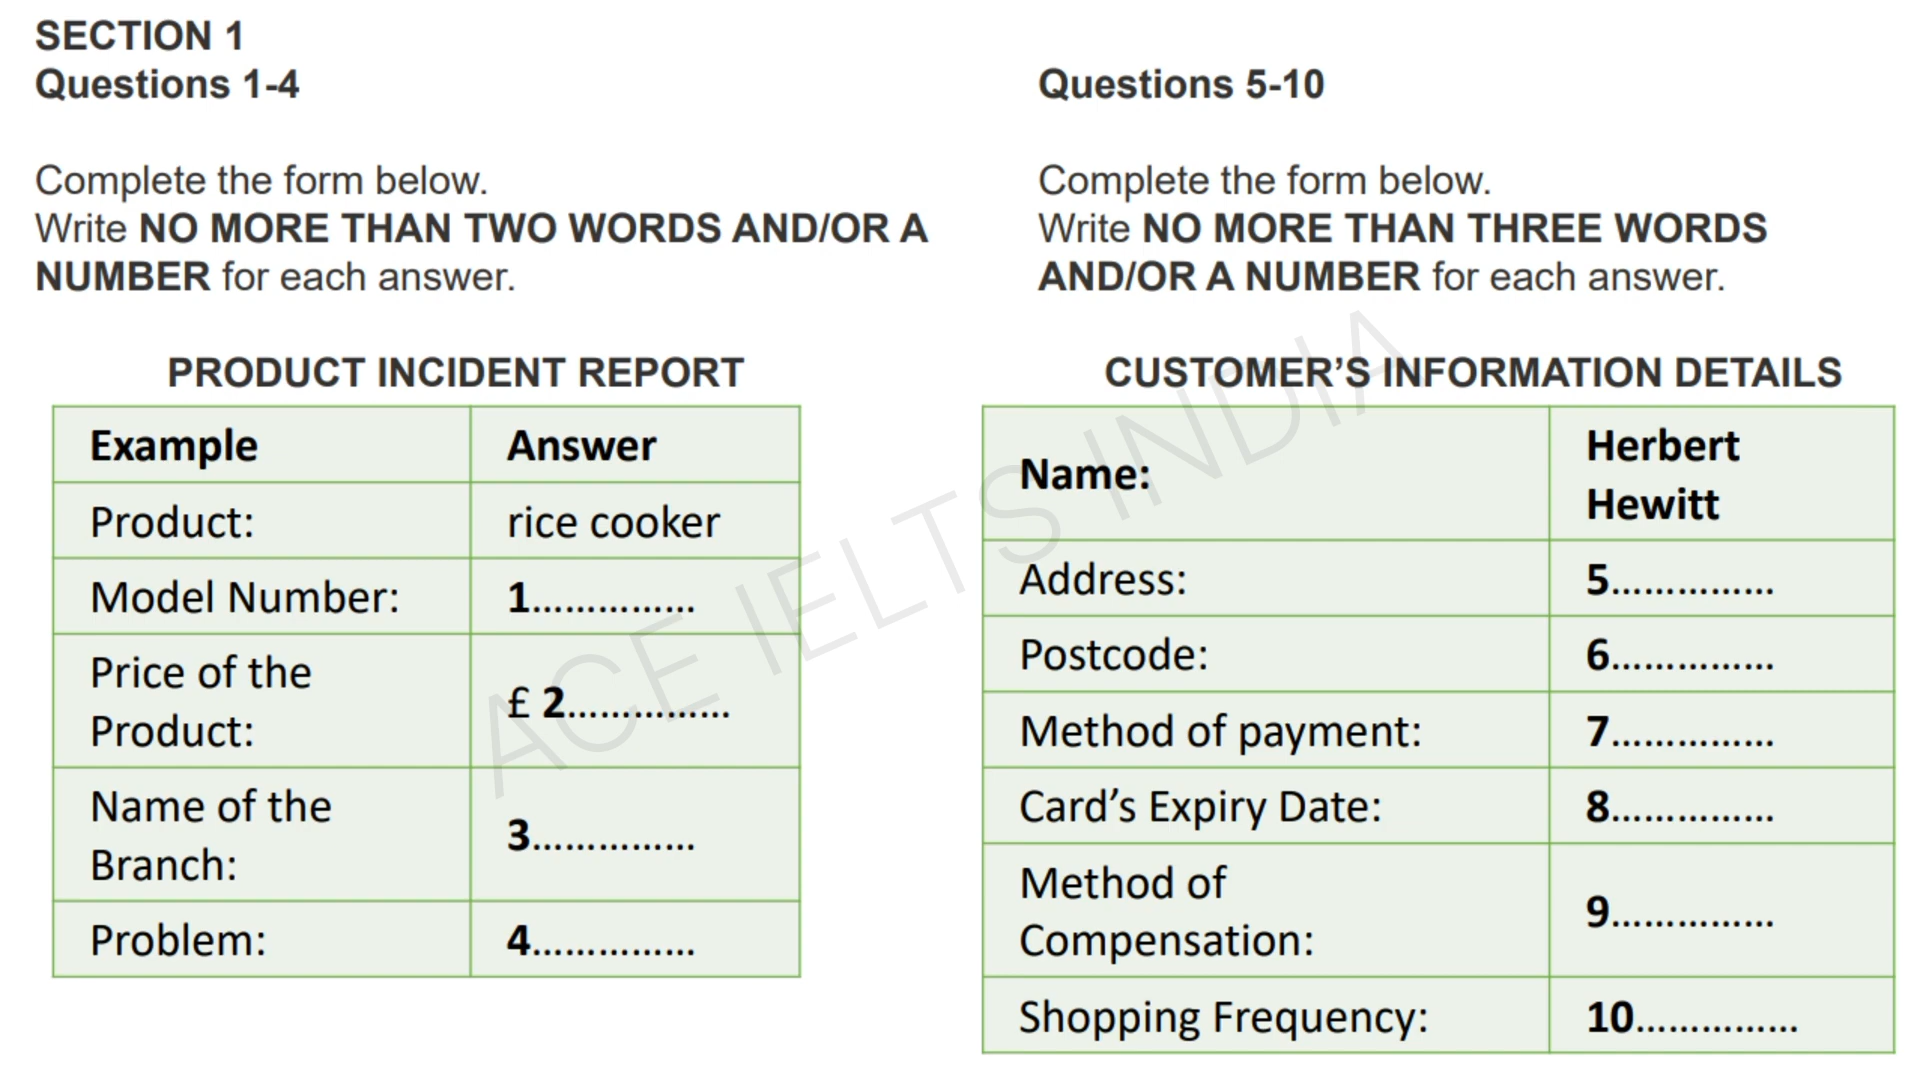 SECTION 1
Questions 1-4
Complete the form below.
Write NO MORE THAN TWO WORDS AND/OR A
NUMBER for each answer.
PRODUCT INCIDENT REPORT
Example Answer
Product: rice cooker
Model Number: 1...............
Price of the
Product: £ 2...............
Name of the
Branch: 3...............
Problem: 4...............
Questions 5-10
Complete the form below.
Write NO MORE THAN THREE WORDS
AND/OR A NUMBER for each answer.
CUSTOMER’S INFORMATION DETAILS
Name: Herbert
Hewitt
Address: 5...............
Postcode: 6...............
Method of payment: 7...............
Card’s Expiry Date: 8...............
Method of
Compensation: 9...............
Shopping Frequency: 10...............
ACE IELTS INDIA